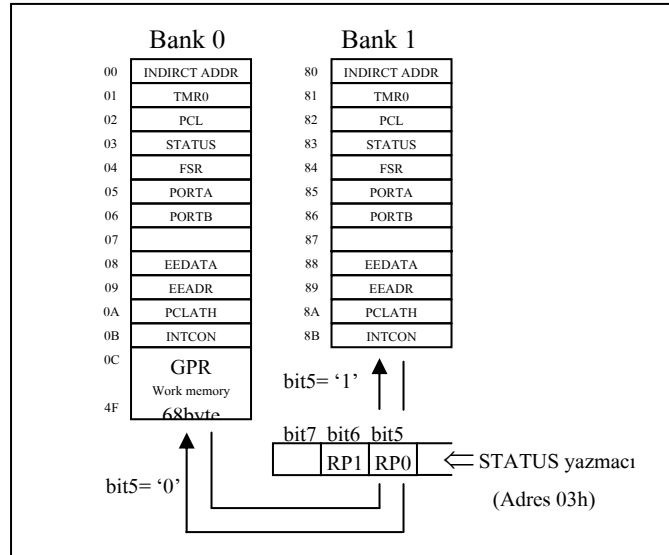 Bank 0 Bank 1
00 INDIRCT ADDR 80 INDIRCT ADDR
01 TMR0 81 TMR0
02 PCL 82 PCL
03 STATUS 83 STATUS
04 FSR 84 FSR
05 PORTA 85 PORTA
06 PORTB 86 PORTB
07 87
08 EEDATA 88 EEDATA
09 EEADR 89 EEADR
0A PCLATH 8A PCLATH
0B INTCON 8B INTCON
0C GPR
Work memory
bit5= ‘1’
4F 68byte
bit7 bit6 bit5
RP1 RP0 STATUS yazmacı
bit5= ‘0’
(Adres 03h)